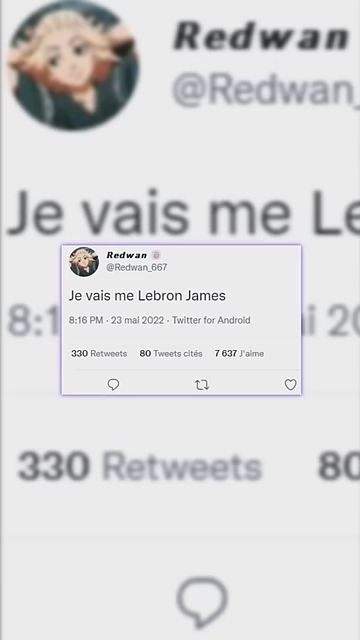 Redwan
@Redwan_
Je vais me Le
Redwan
@Redwan_667
Je vais me Lebron James
8:16 PM · 23 mai 2022 · Twitter for Android
330 Retweets 80 Tweets cités 7 637 J'aime
8:1
ai 20
330 Retweets 80